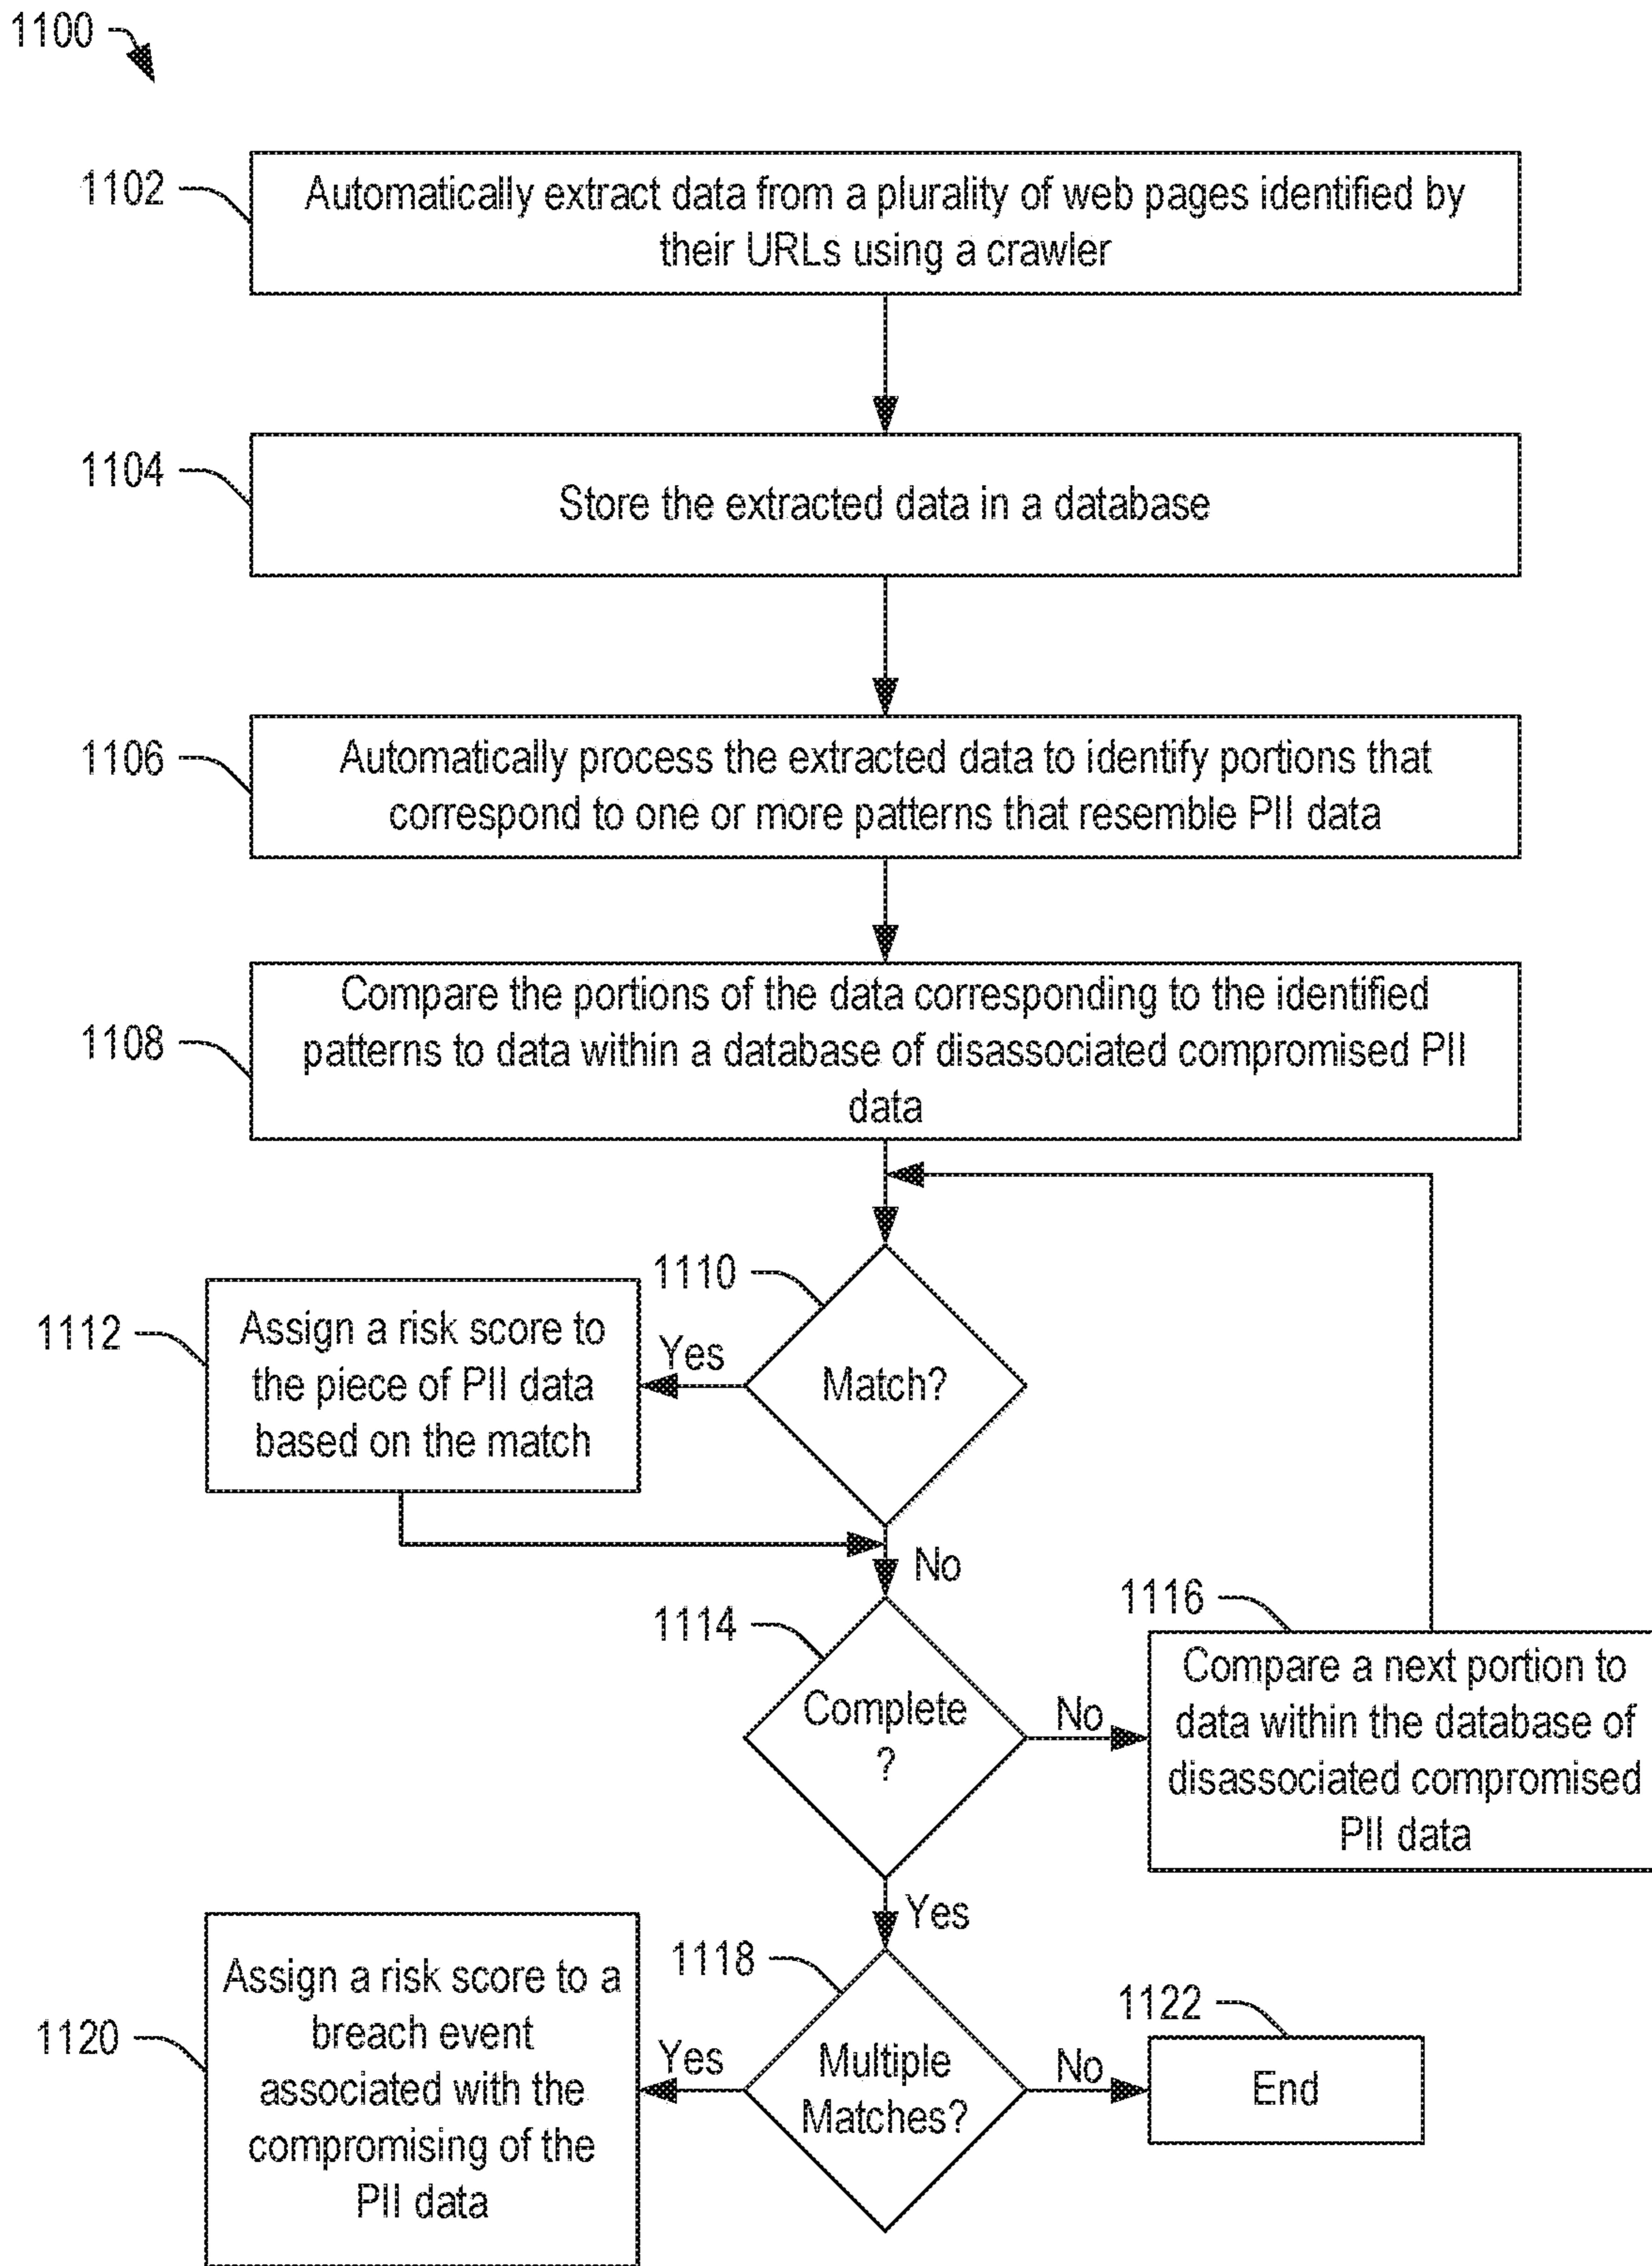 1100
1102
Automatically extract data from a plurality of web pages identified by
their URLs using a crawler
1104
Store the extracted data in a database
1106
Automatically process the extracted data to identify portions that
correspond to one or more patterns that resemble PII data
1108
Compare the portions of the data corresponding to the identified
patterns to data within a database of disassociated compromised PII
data
1110
Match?
Yes
1112
Assign a risk score to
the piece of PII data
based on the match
No
1114
Complete
?
No
1116
Compare a next portion to
data within the database of
disassociated compromised
PII data
Yes
1118
Multiple
Matches?
Yes
1120
Assign a risk score to a
breach event
associated with the
compromising of the
PII data
No
1122
End